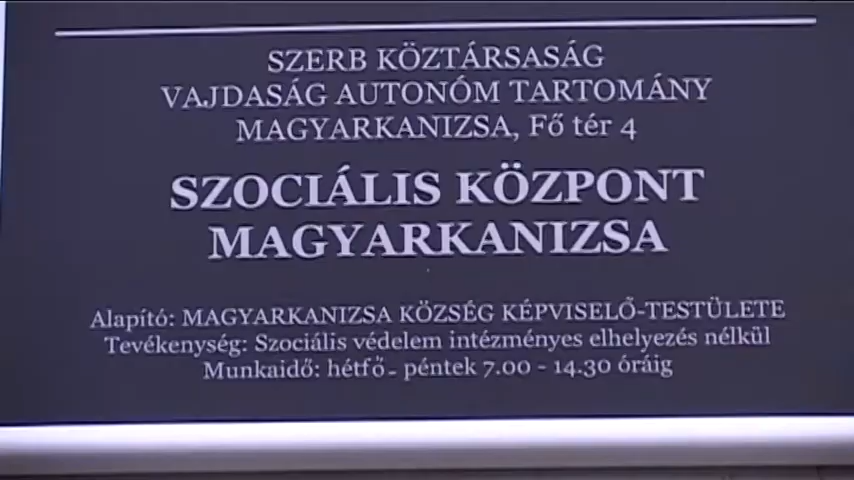 SZERB KÖZTÁRSASÁG
VAJDASÁG AUTONÓM TARTOMÁNY
MAGYARKANIZSA, Fő tér 4
SZOCIÁLIS KÖZPONT
MAGYARKANIZSA
Alapító: MAGYARKANIZSA KÖZSÉG KÉPVISELŐ-TESTÜLETE
Tevékenység: Szociális védelem intézményes elhelyezés nélkül
Munkaidő: hétfő - péntek 7.00 - 14.30 óráig